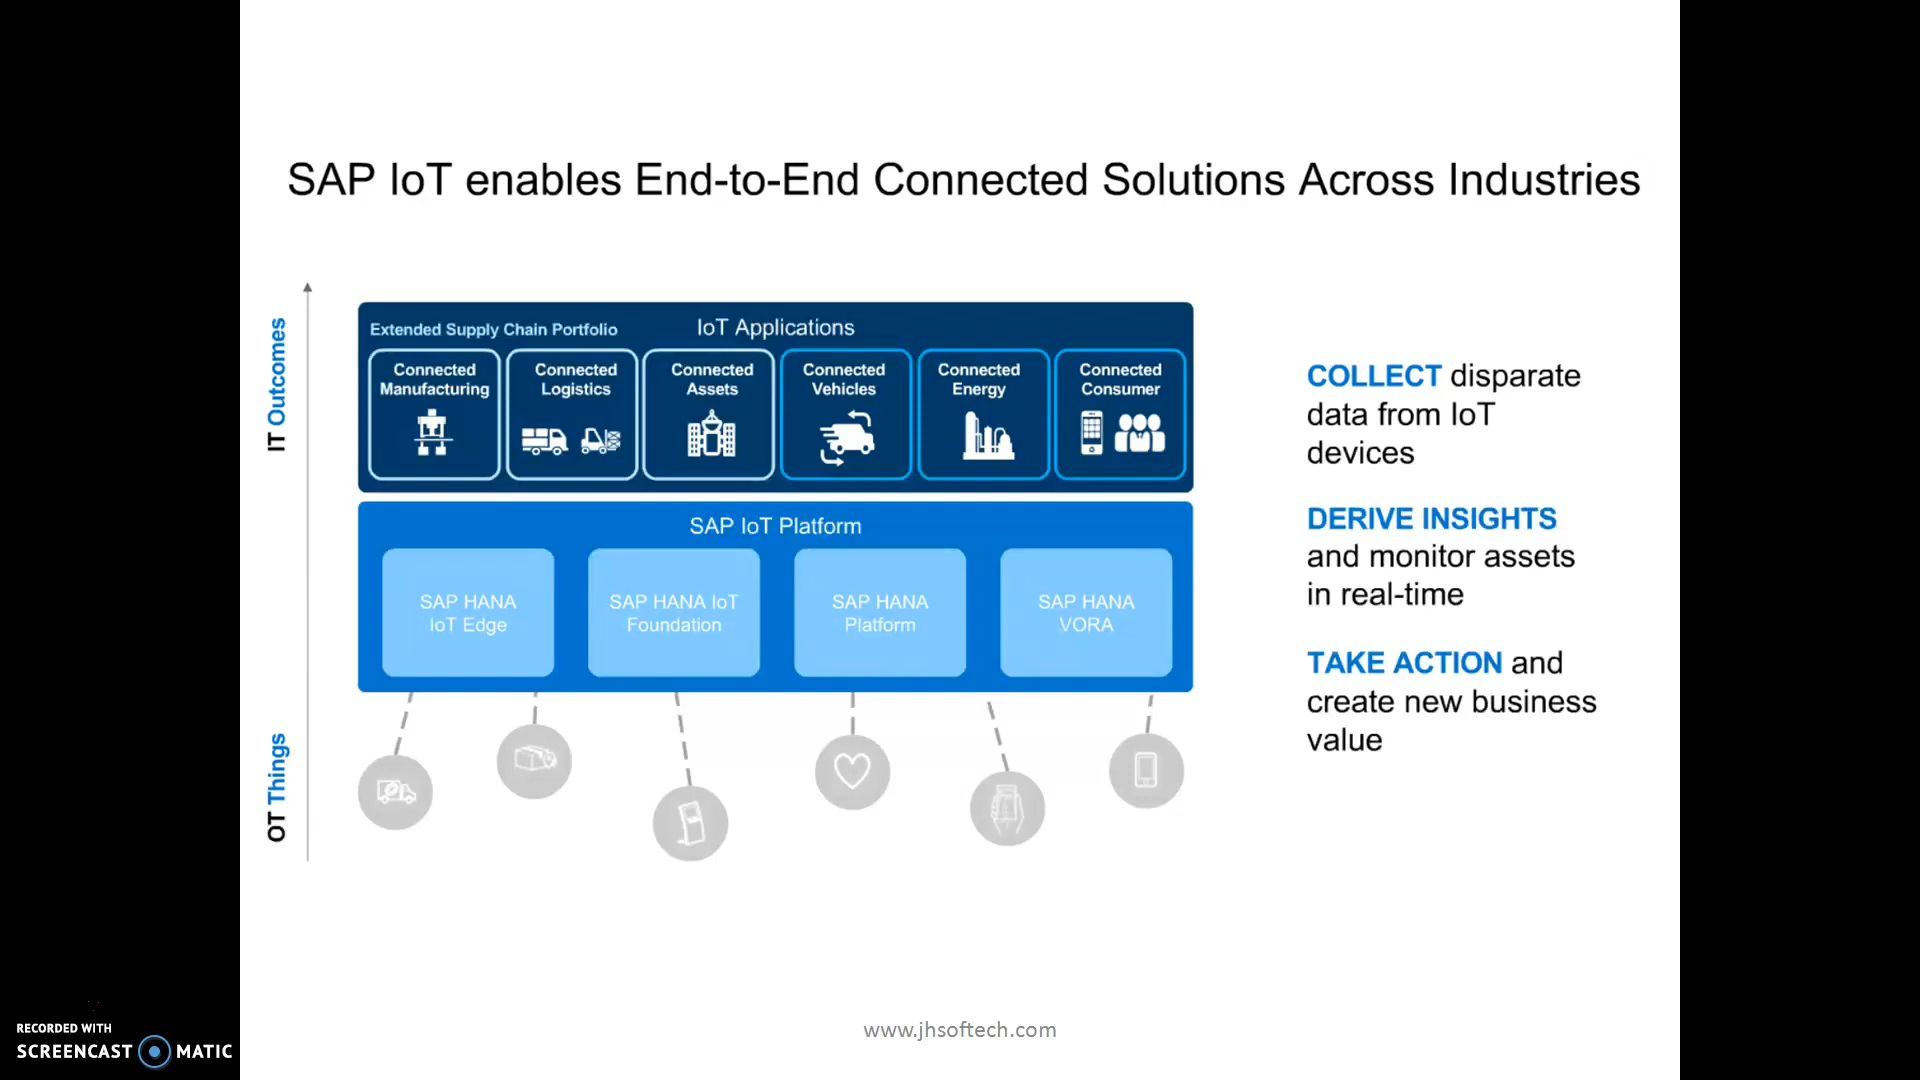 SAP IoT enables End-to-End Connected Solutions Across Industries
IT Outcomes
OT Things
Extended Supply Chain Portfolio
IoT Applications
Connected
Manufacturing
Connected
Logistics
Connected
Assets
Connected
Vehicles
Connected
Energy
Connected
Consumer
SAP IoT Platform
SAP HANA
IoT Edge
SAP HANA IoT
Foundation
SAP HANA
Platform
SAP HANA
VORA
COLLECT disparate
data from IoT
devices
DERIVE INSIGHTS
and monitor assets
in real-time
TAKE ACTION and
create new business
value
www.jhsoftech.com
RECORDED WITH
SCREENCAST MATIC